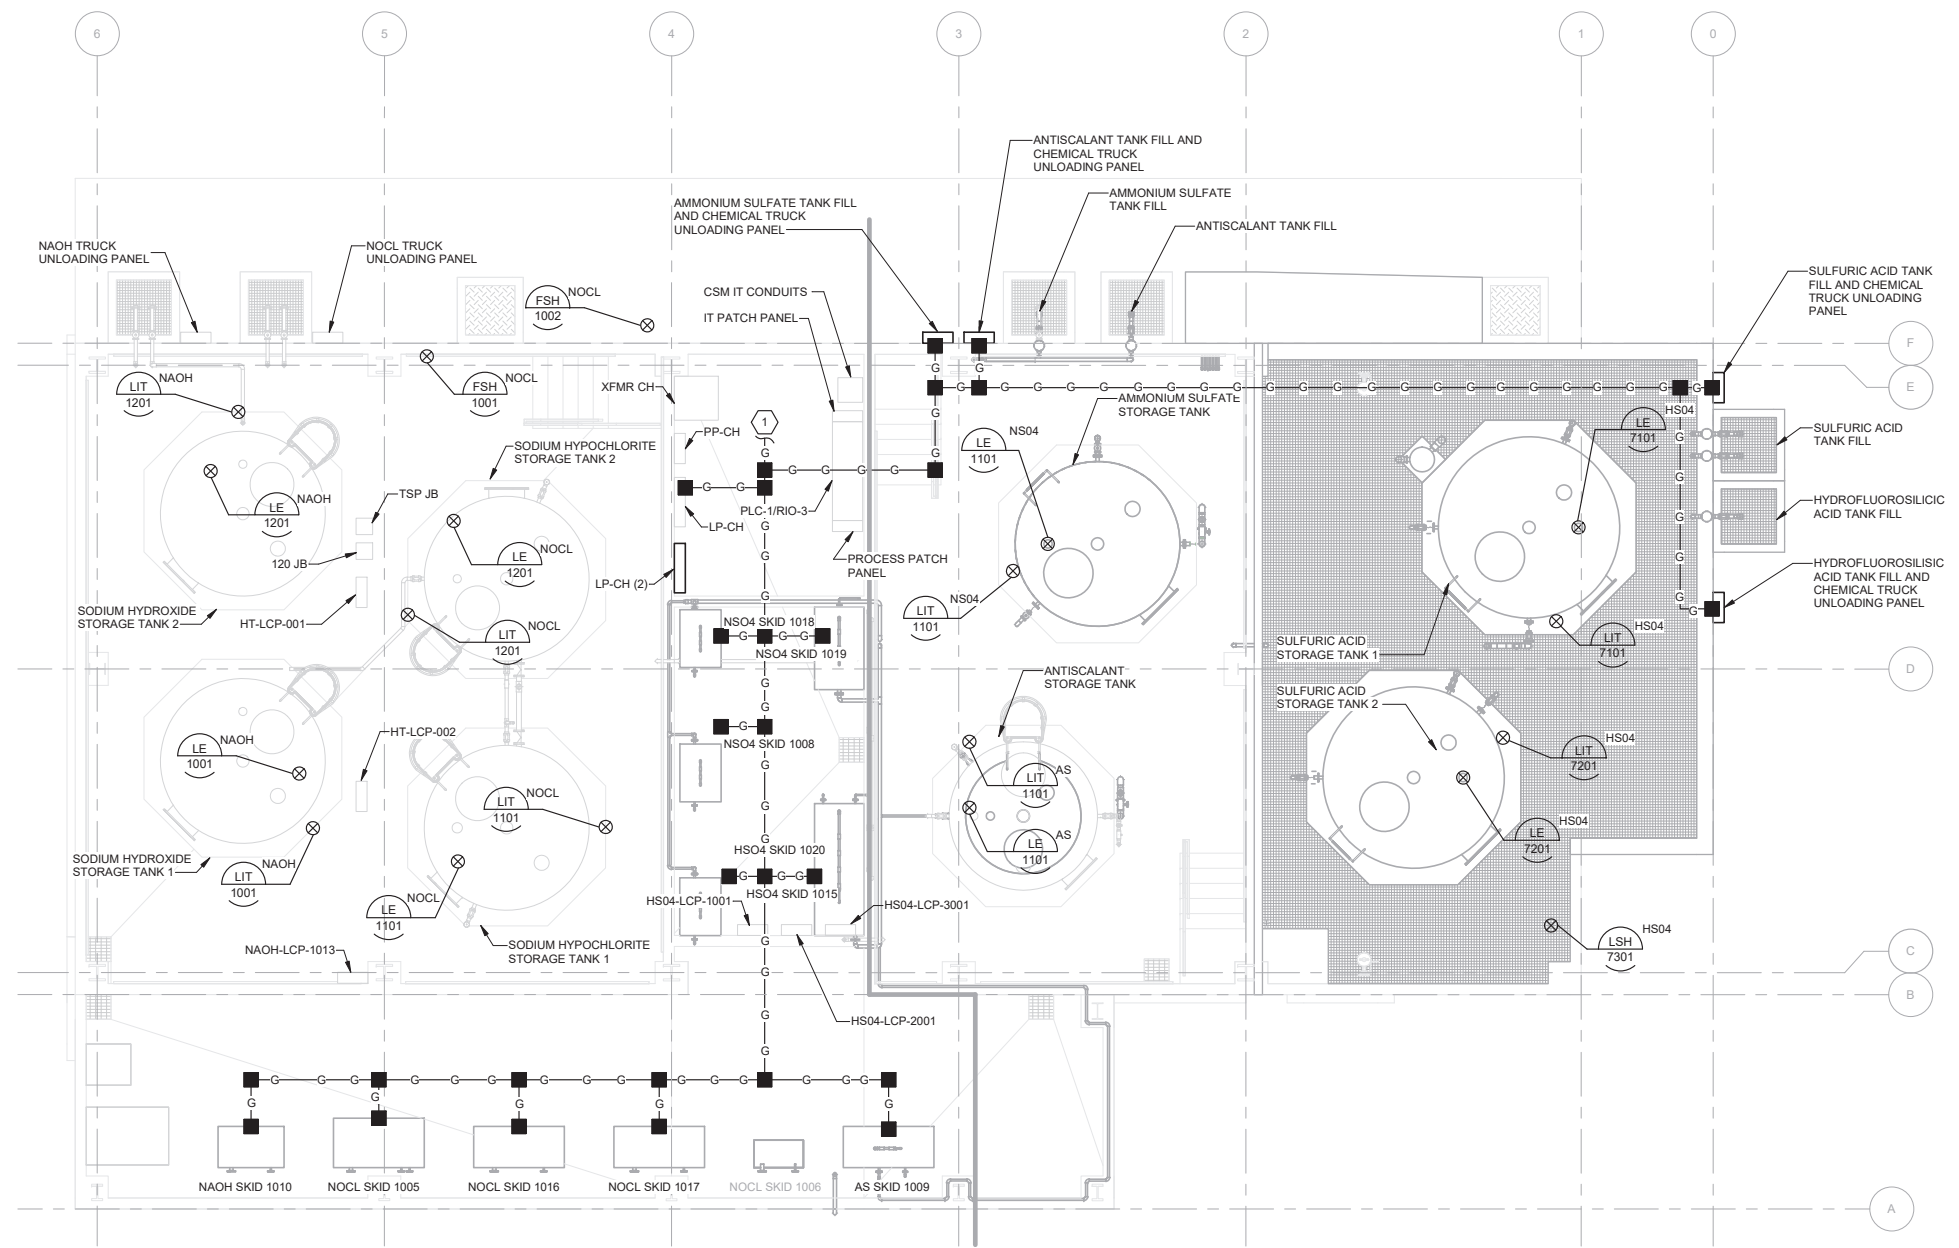 6
5
4
3
2
1
0
ANTISCALANT TANK FILL AND
CHEMICAL TRUCK
UNLOADING PANEL
AMMONIUM SULFATE
TANK FILL
AMMONIUM SULFATE TANK FILL
AND CHEMICAL TRUCK
UNLOADING PANEL
ANTISCALANT TANK FILL
NAOH TRUCK
UNLOADING PANEL
NOCL TRUCK
UNLOADING PANEL
SULFURIC ACID TANK
FILL AND CHEMICAL
TRUCK UNLOADING
PANEL
FSH
1002
NOCL
CSM IT CONDUITS
IT PATCH PANEL
F
E
LIT
1201
NAOH
FSH
1001
NOCL
XFMR CH
G G
G G G G G G G G G G G G G G G G G G G G G G G
AMMONIUM SULFATE
STORAGE TANK
1
PP-CH
LE
1101
NS04
LE
7101
HS04
SULFURIC ACID
TANK FILL
SODIUM HYPOCHLORITE
STORAGE TANK 2
G G G G G
G G
LE
1201
NAOH
TSP JB
LP-CH
PLC-1/RIO-3
HYDROFLUOROSILICIC
ACID TANK FILL
120 JB
LE
1201
NOCL
PROCESS PATCH
PANEL
HYDROFLUOROSILISIC
ACID TANK FILL AND
CHEMICAL TRUCK
UNLOADING PANEL
LP-CH (2)
SODIUM HYDROXIDE
STORAGE TANK 2
HT-LCP-001
LIT
1201
NOCL
LIT
1101
NS04
NSO4 SKID 1018
G G G
NSO4 SKID 1019
SULFURIC ACID
STORAGE TANK 1
LIT
7101
HS04
D
ANTISCALANT
STORAGE TANK
SULFURIC ACID
STORAGE TANK 2
G
NSO4 SKID 1008
LE
1001
NAOH
HT-LCP-002
LIT
7201
HS04
LIT
1101
AS
LIT
1101
NOCL
LE
1101
AS
LE
7201
HS04
HSO4 SKID 1020
G G G
HSO4 SKID 1015
SODIUM HYDROXIDE
STORAGE TANK 1
LIT
1001
NAOH
LE
1101
NOCL
HS04-LCP-1001
HS04-LCP-3001
LSH
7301
HS04
NAOH-LCP-1013
SODIUM HYPOCHLORITE
STORAGE TANK 1
C
B
HS04-LCP-2001
G G G G G G G G G G G G G G G
G G G G G
NAOH SKID 1010
NOCL SKID 1005
NOCL SKID 1016
NOCL SKID 1017
NOCL SKID 1006
AS SKID 1009
A